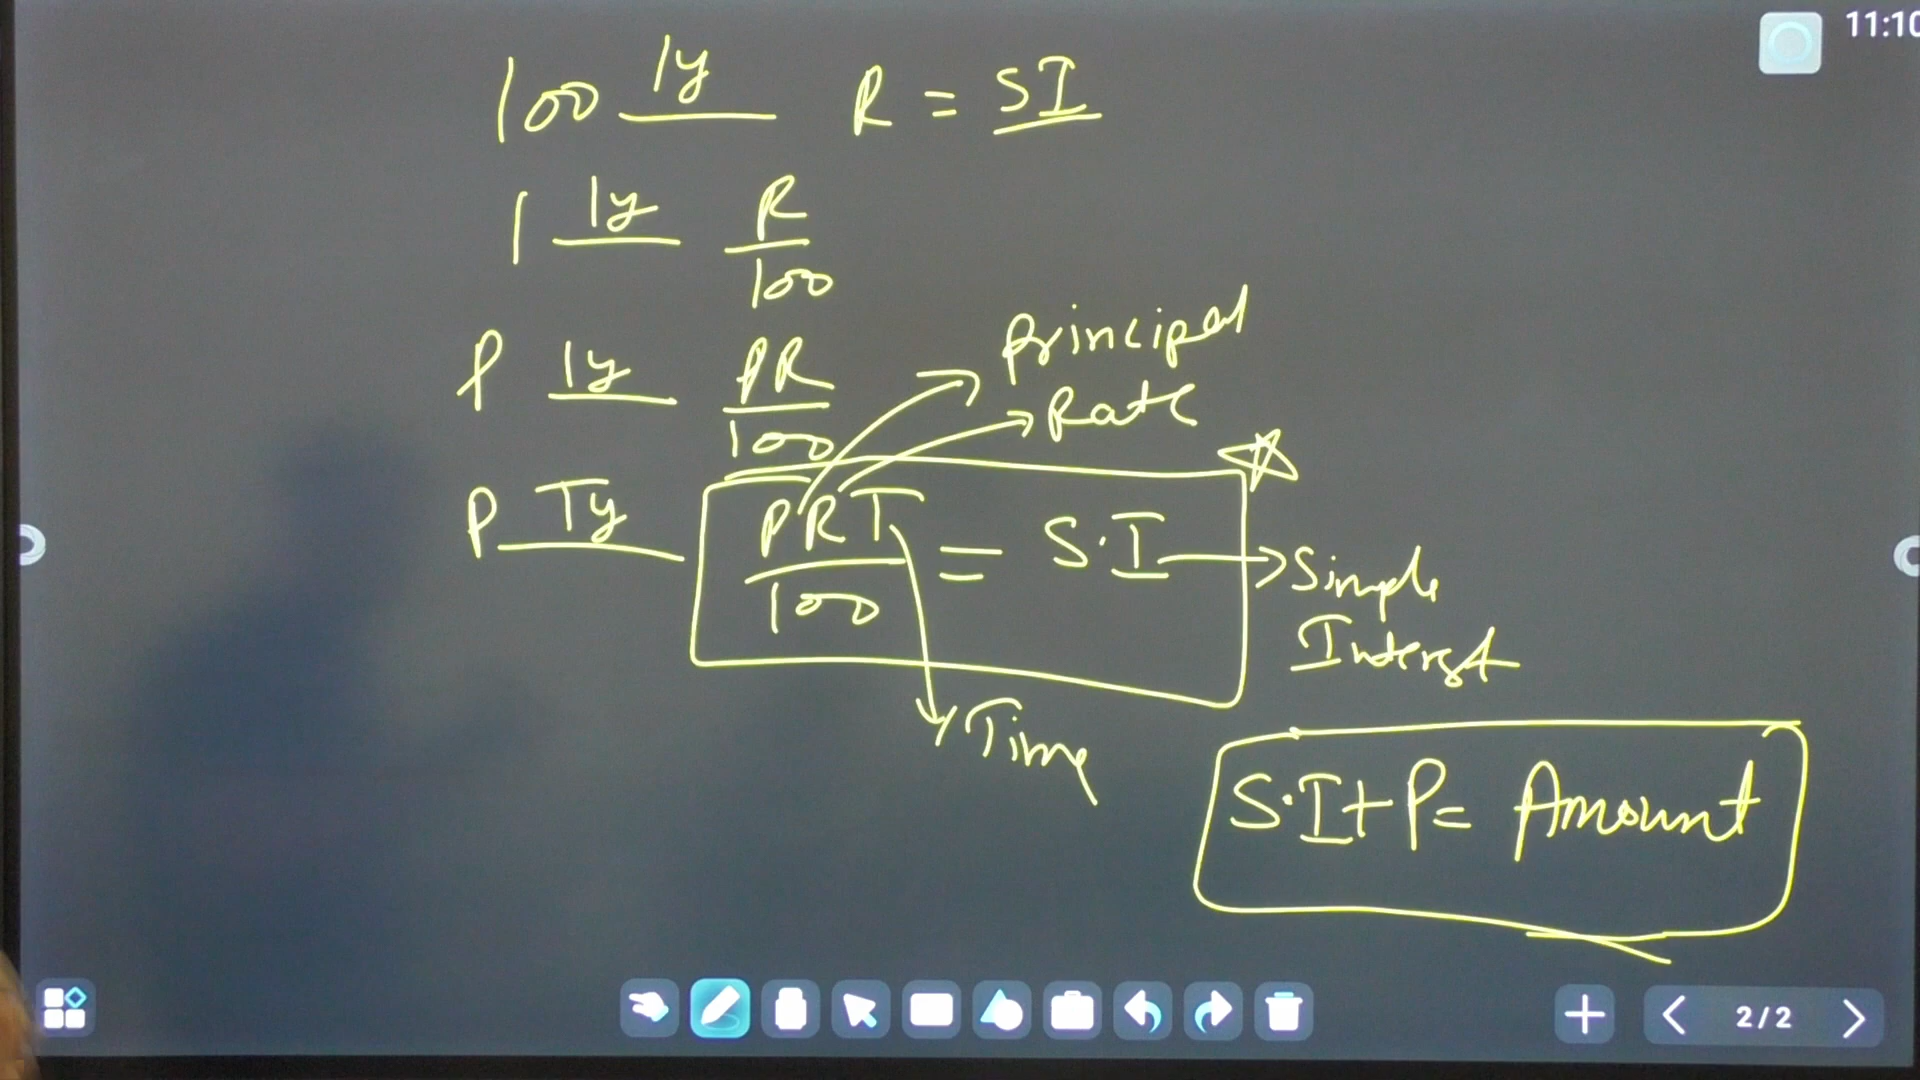 11:10
100 1y R = SI
1 1y R/100
P 1y PR/100
Principal
Rate
P Ty PRT/100 = S.I
Simple
Interest
Time
S.I + P = Amount
2/2